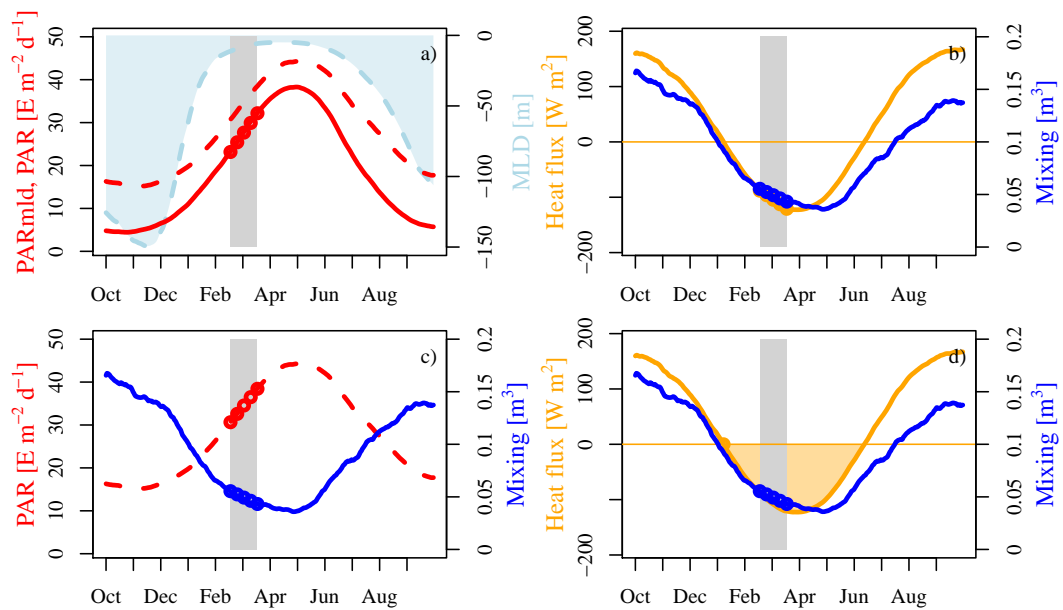 a)
PARmld, PAR [E m⁻² d⁻¹]
0 10 20 30 40 50
MLD [m]
0 −50 −100 −150
Oct Dec Feb Apr Jun Aug
b)
Heat flux [W m²]
−200 −100 0 100 200
Mixing [m³]
0 0.05 0.1 0.15 0.2
Oct Dec Feb Apr Jun Aug
c)
PAR [E m⁻² d⁻¹]
0 10 20 30 40 50
Mixing [m³]
0 0.05 0.1 0.15 0.2
Oct Dec Feb Apr Jun Aug
d)
Heat flux [W m²]
−200 0 100 200
Mixing [m³]
0 0.05 0.1 0.15 0.2
Oct Dec Feb Apr Jun Aug